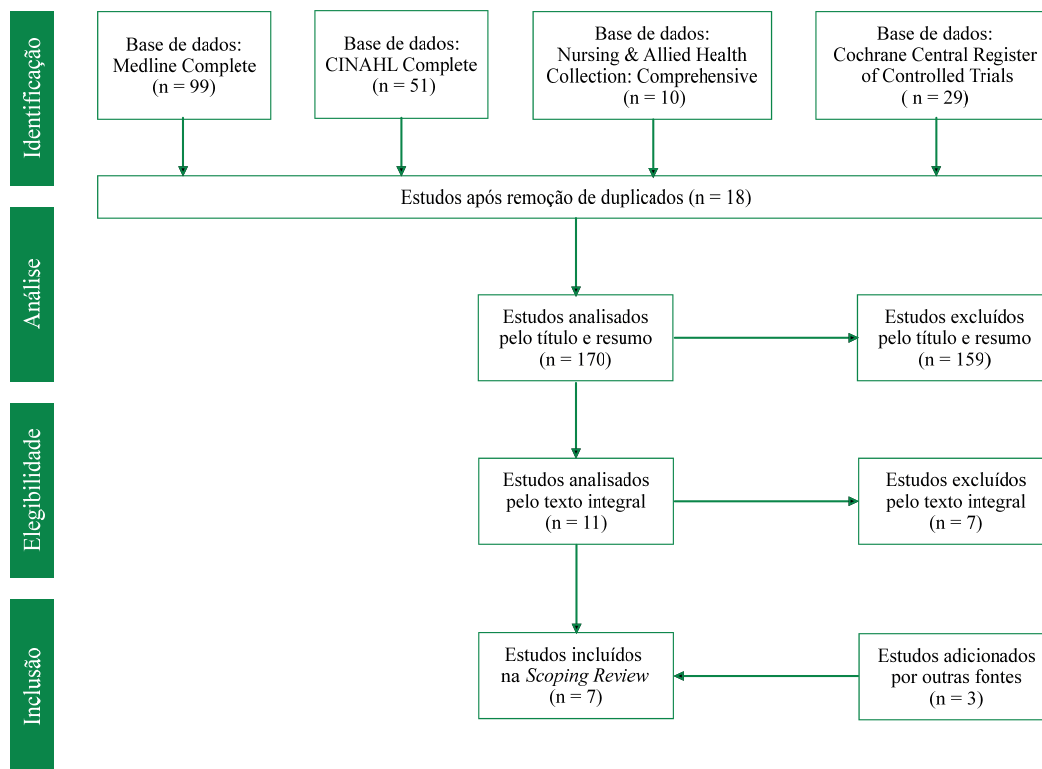 Identificação
Base de dados:
Medline Complete
(n = 99)
Base de dados:
CINAHL Complete
(n = 51)
Base de dados:
Nursing & Allied Health
Collection: Comprehensive
(n = 10)
Base de dados:
Cochrane Central Register
of Controlled Trials
( n = 29)
Estudos após remoção de duplicados (n = 18)
Análise
Estudos analisados
pelo título e resumo
(n = 170)
Estudos excluídos
pelo título e resumo
(n = 159)
Elegibilidade
Estudos analisados
pelo texto integral
(n = 11)
Estudos excluídos
pelo texto integral
(n = 7)
Inclusão
Estudos incluídos
na Scoping Review
(n = 7)
Estudos adicionados
por outras fontes
(n = 3)